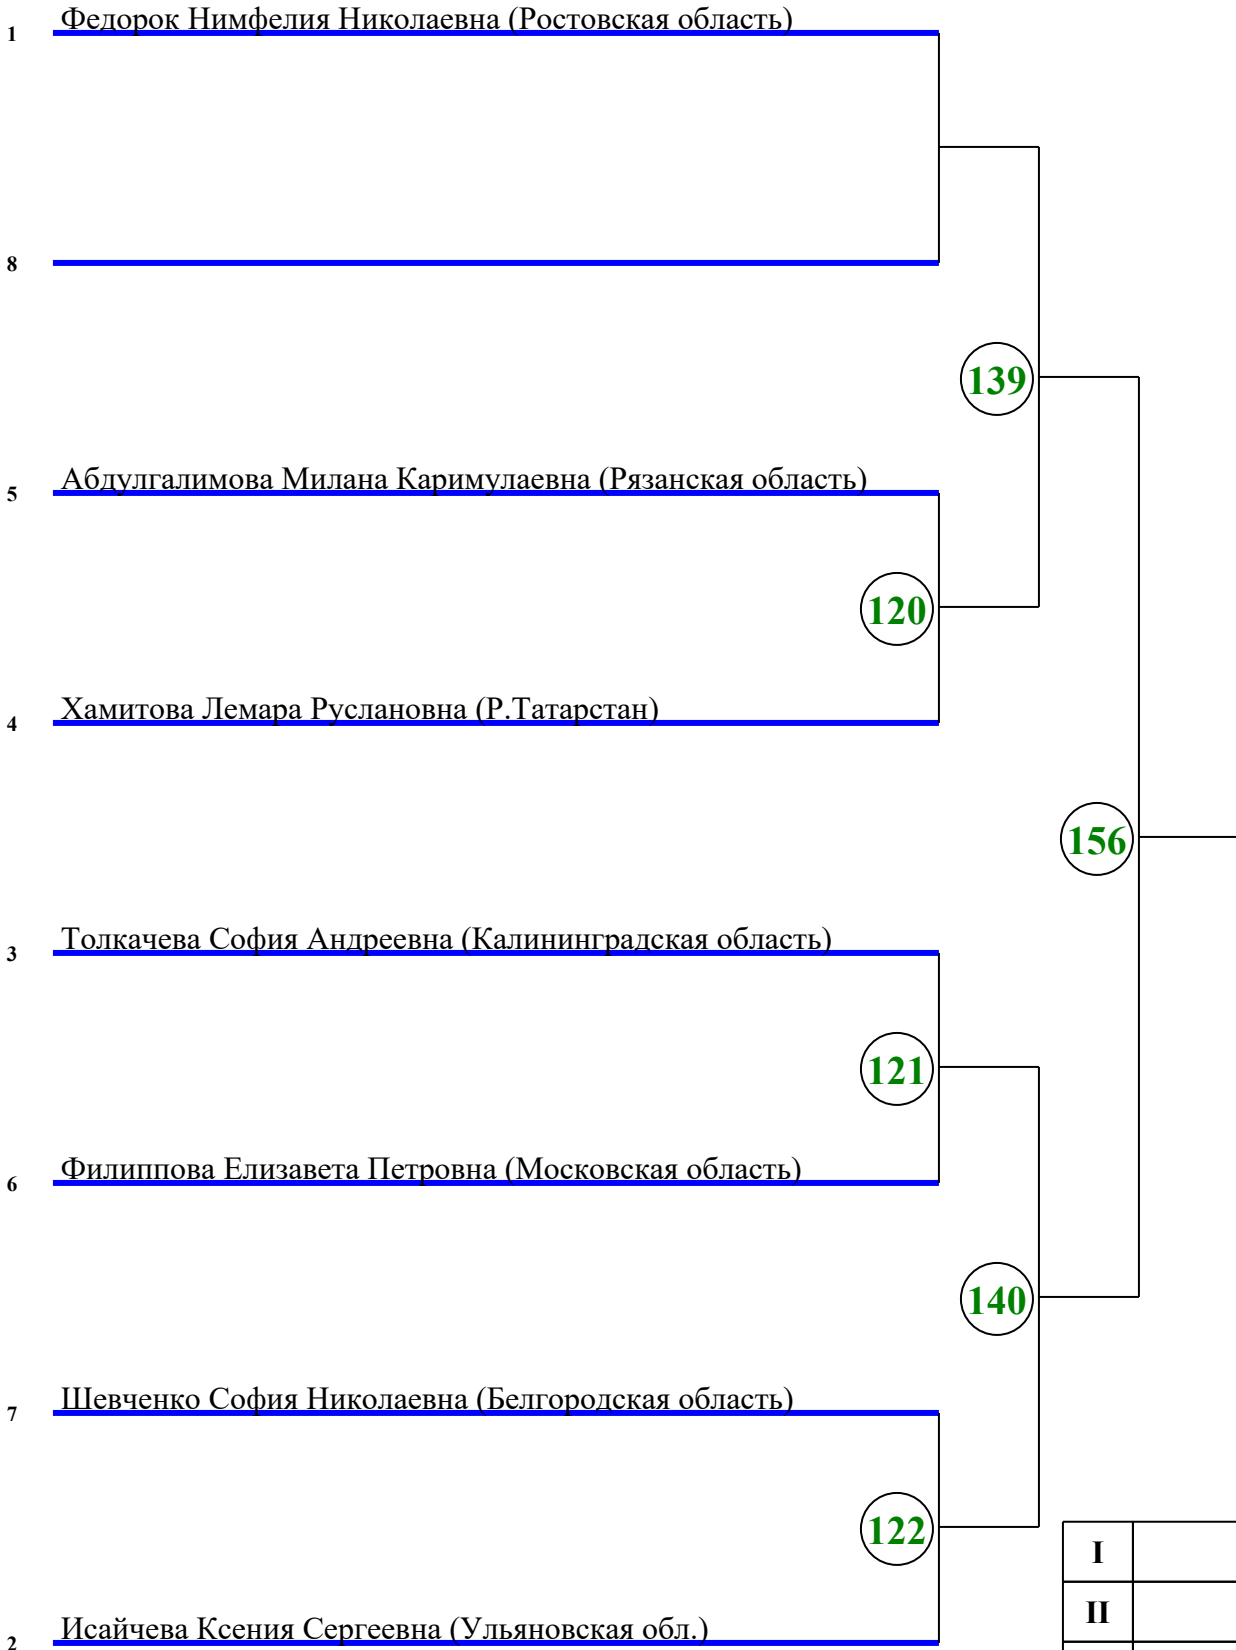 1 Федорок Нимфелия Николаевна (Ростовская область)
8
139
5 Абдулгалимова Милана Каримулаевна (Рязанская область)
120
4 Хамитова Лемара Руслановна (Р.Татарстан)
156
3 Толкачева София Андреевна (Калининградская область)
121
6 Филиппова Елизавета Петровна (Московская область)
140
7 Шевченко София Николаевна (Белгородская область)
122
I
II
2 Исайчева Ксения Сергеевна (Ульяновская обл.)